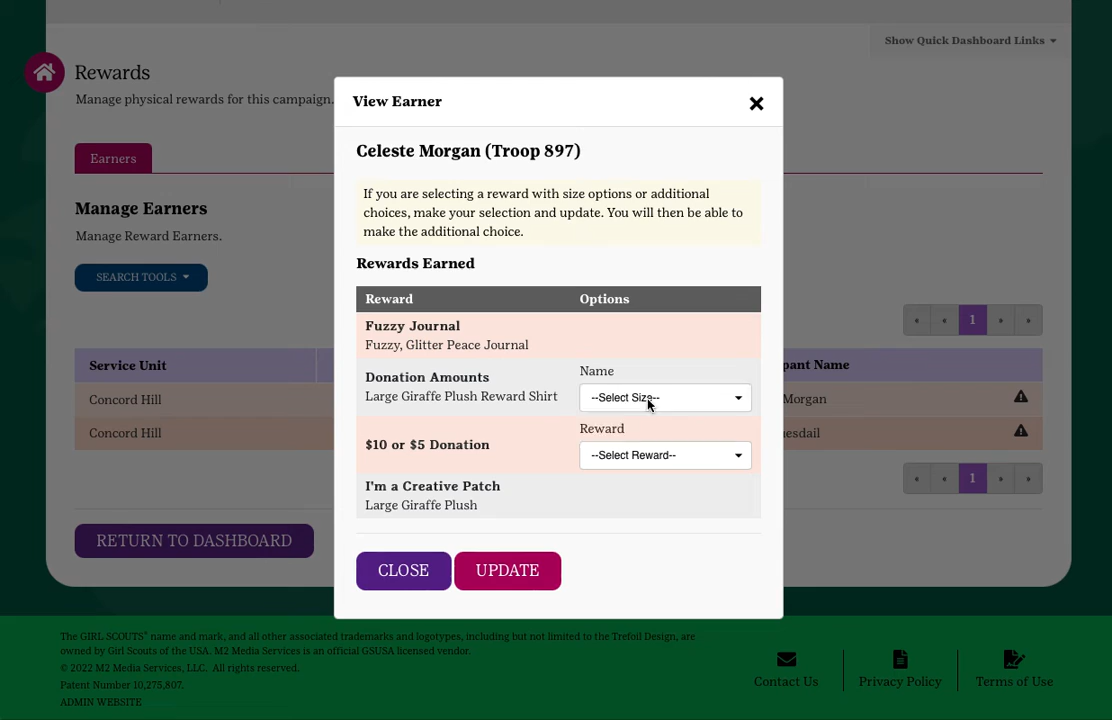 Show Quick Dashboard Links
Rewards
Manage physical rewards for this campaign.
View Earner
Celeste Morgan (Troop 897)
Earners
If you are selecting a reward with size options or additional
choices, make your selection and update. You will then be able to
make the additional choice.
Manage Earners
Manage Reward Earners.
Rewards Earned
SEARCH TOOLS
Reward Options
Fuzzy Journal
Fuzzy, Glitter Peace Journal
« « 1 » »
Service Unit
pant Name
Donation Amounts
Large Giraffe Plush Reward Shirt
Name
--Select Size--
Concord Hill
Morgan
$10 or $5 Donation
Reward
--Select Reward--
Concord Hill
uesdail
« « 1 » »
I'm a Creative Patch
Large Giraffe Plush
RETURN TO DASHBOARD
CLOSE UPDATE
The GIRL SCOUTS® name and mark, and all other associated trademarks and logotypes, including but not limited to the Trefoil Design, are
owned by Girl Scouts of the USA. M2 Media Services is an official GSUSA licensed vendor.
© 2022 M2 Media Services, LLC. All rights reserved.
Patent Number 10,275,807.
ADMIN WEBSITE
Contact Us Privacy Policy Terms of Use